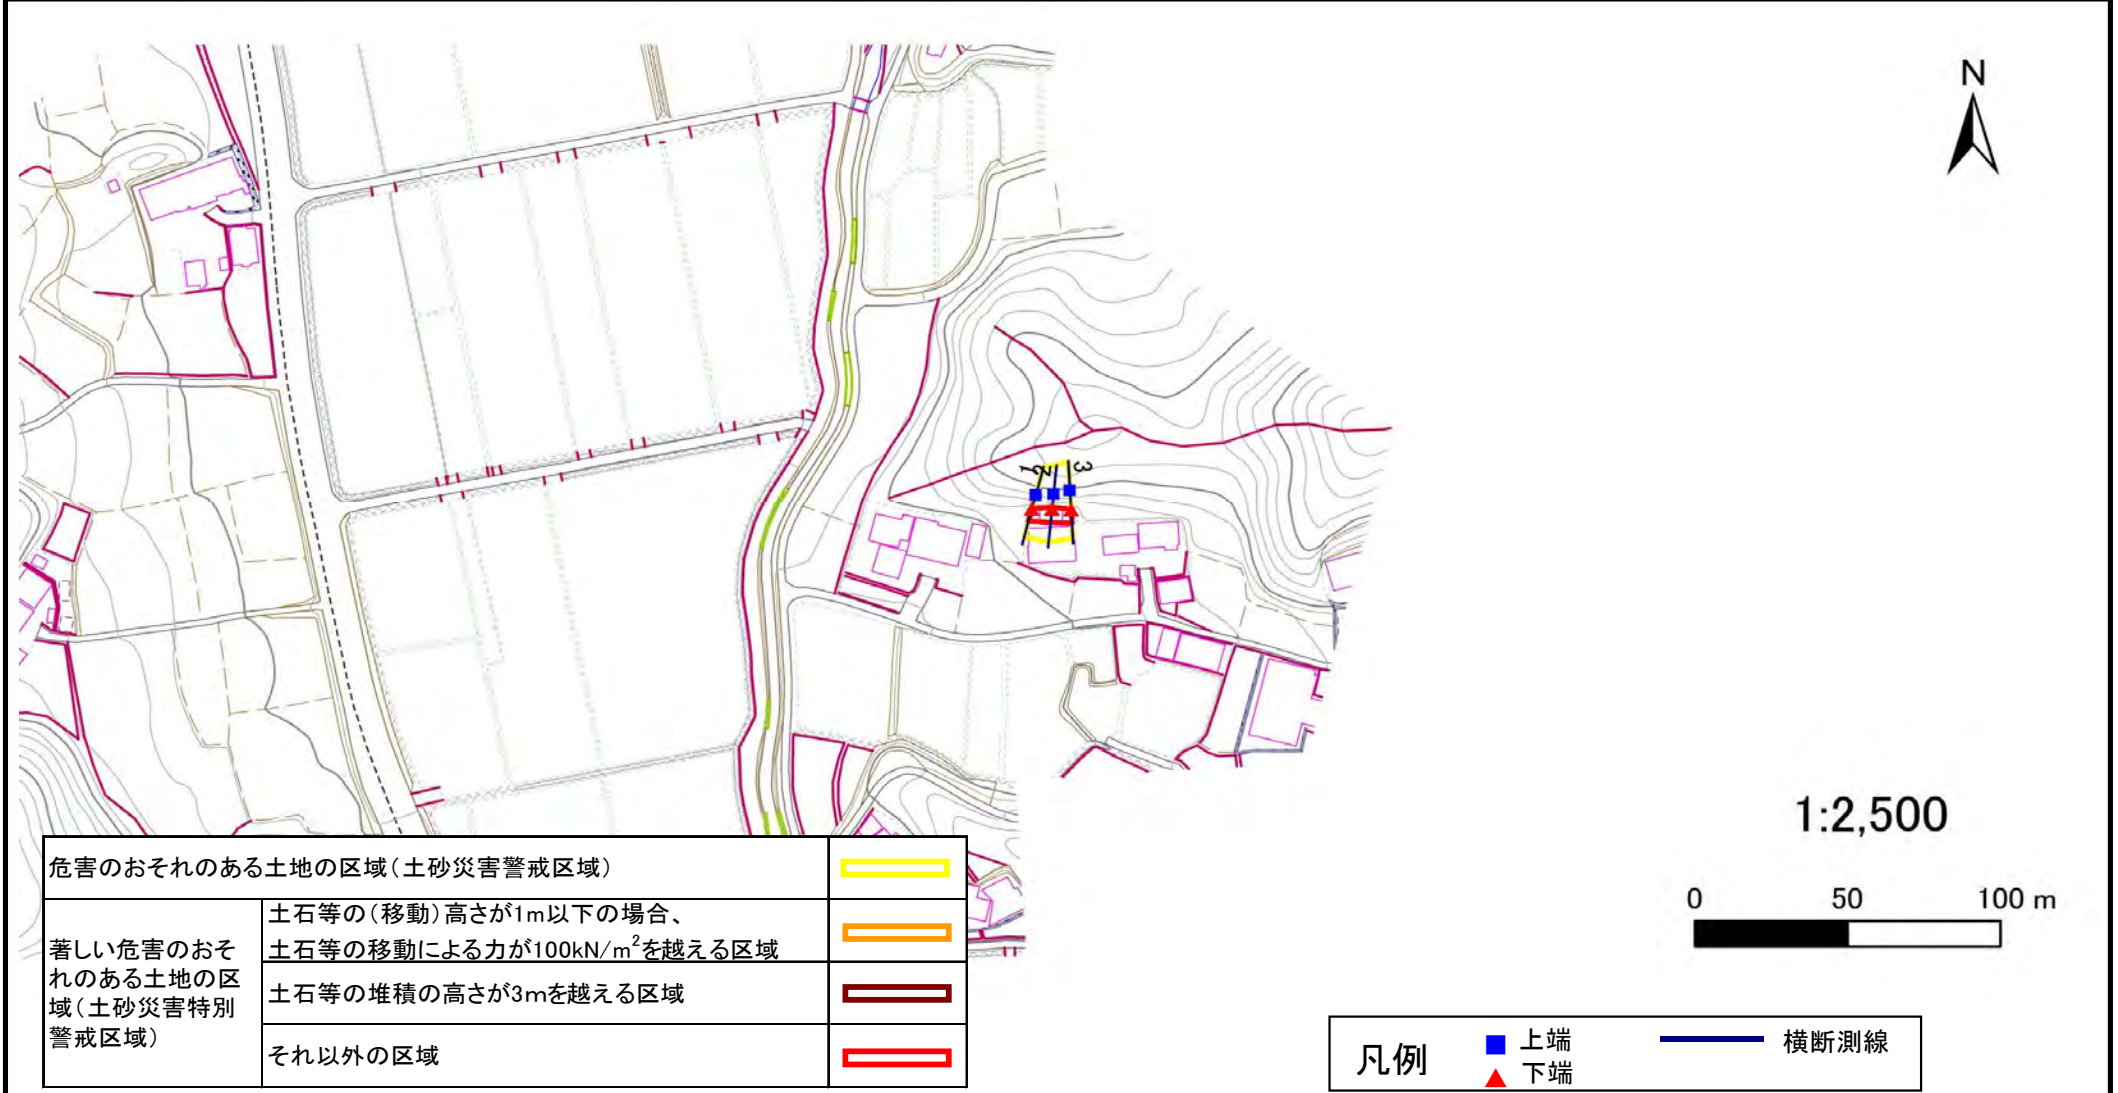 N
1
2
3
1:2,500
0 50 100 m
危害のおそれのある土地の区域(土砂災害警戒区域)
著しい危害のおそ
れのある土地の区
域(土砂災害特別
警戒区域)
土石等の(移動)高さが1m以下の場合、
土石等の移動による力が100kN/m²を越える区域
土石等の堆積の高さが3mを越える区域
それ以外の区域
凡例
上端
下端
横断測線